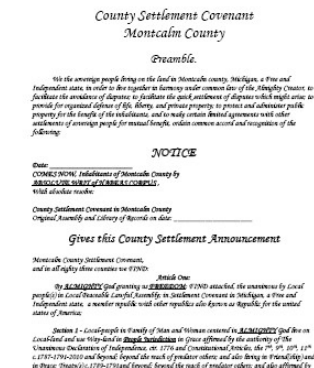 County Settlement Covenant
Montcalm County
Preamble.
We the sovereign people living on the land in Montcalm county, Michigan, a Free and
Independent state, in order to live together in harmony under common law of the Almighty Creator, to
facilitate the avoidance of disputes; to facilitate the quick settlement of disputes which might arise; to
provide for organized defense of life, liberty, and private property; to protect and administer public
property for the benefit of the inhabitants, and to make certain limited agreements with other
settlements of sovereign people for mutual benefit, ordain common accord and recognition of the
following:
NOTICE
Date:
COMES NOW, Inhabitants of Montcalm County by
ABSOLUTE WRIT of HABEAS CORPUS,
With absolute resolve:
County Settlement Covenant in Montcalm County
Original Assembly and Library of Records on date:
Gives this County Settlement Announcement
Montcalm County Settlement Covenant,
and in all eighty three counties we FIND:
Article One:
By ALMIGHTY God granting us FREEDOM: FIND attached, the unanimous by Local
people(s) in Local Reasonable Lawful Assembly; in Settlement Covenant in Michigan, a Free and
Independent state, a member republic with other republics also known as Republic for the united
states of America;
Section 1 - Local-people in Family of Man and Woman centered in ALMIGHTY God live on
Local-land and use Way-land in People Jurisdiction in Grace affirmed by the authority of The
Unanimous Declaration of Independence, cir. 1776 and Constitutional Articles, the 7th, 9th, 10th, 11th
c.1787-1791-2010 and beyond; beyond the reach of predator others; and also living in Friend(ship) and
in Peace: Treaty(s) c.1789-1794 and beyond; beyond the reach of predator others; and also affirmed by